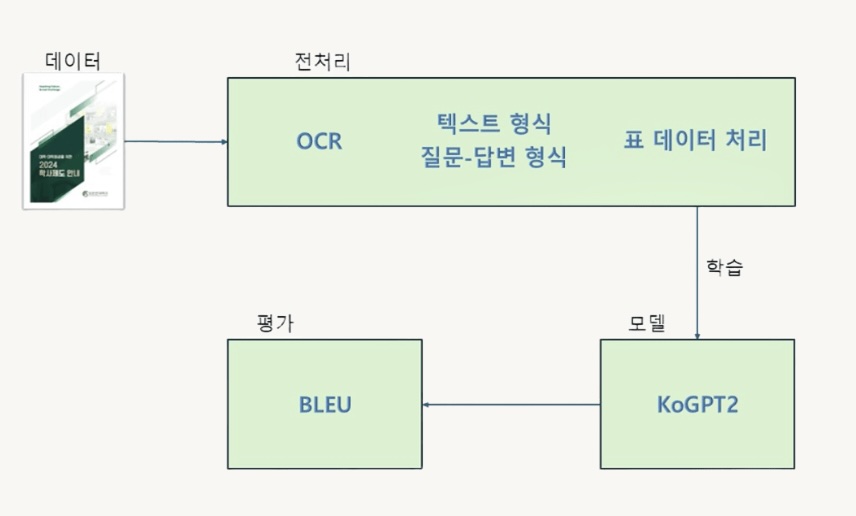 데이터
전처리
2024
학사제도 안내
OCR
텍스트 형식
질문-답변 형식
표 데이터 처리
학습
평가
모델
BLEU
KoGPT2